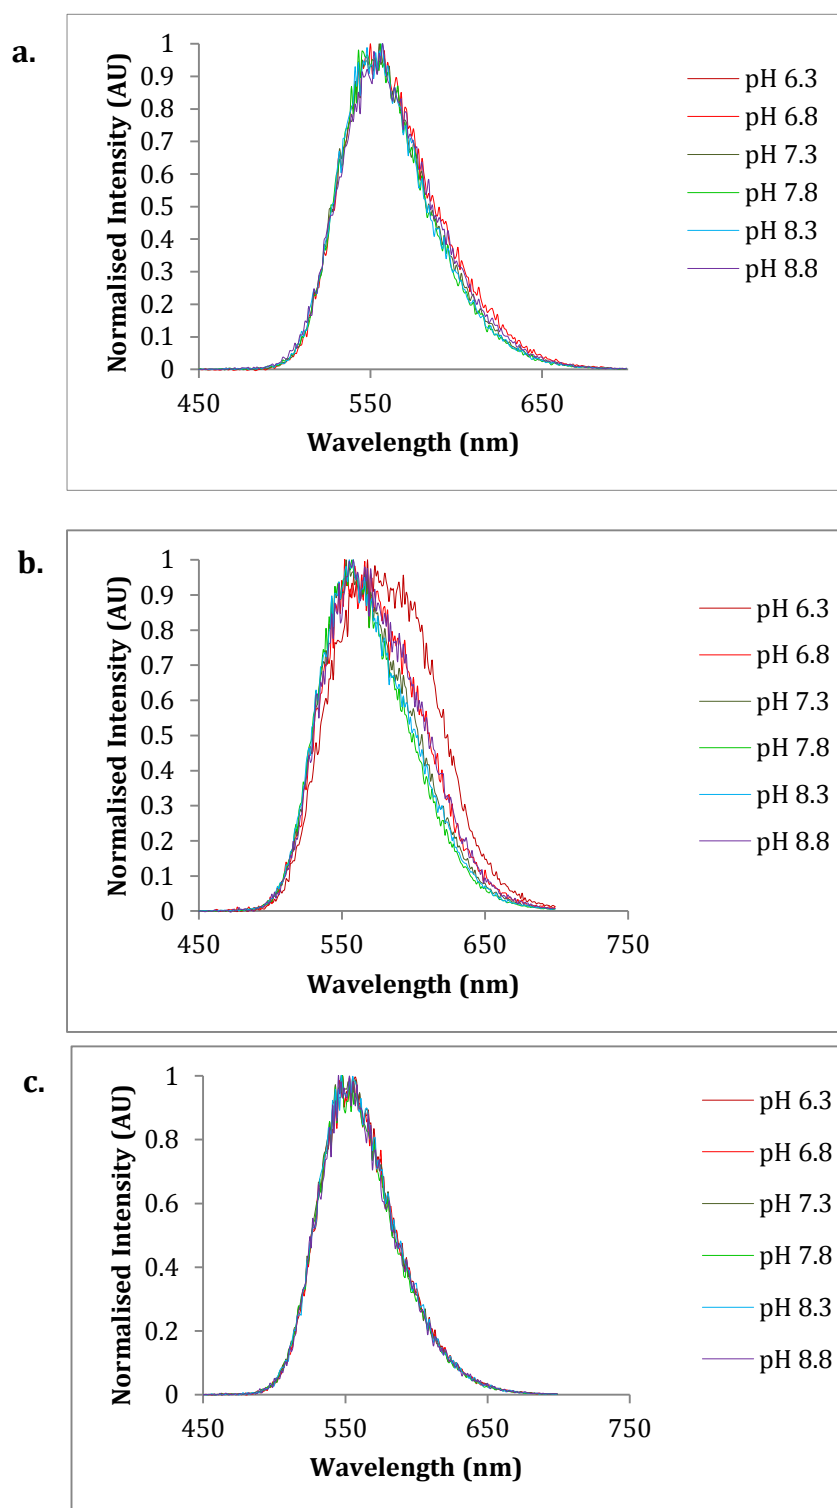 a.
Normalised Intensity (AU)
1
0.9
0.8
0.7
0.6
0.5
0.4
0.3
0.2
0.1
0
450 550 650
Wavelength (nm)
pH 6.3
pH 6.8
pH 7.3
pH 7.8
pH 8.3
pH 8.8
b.
Normalised Intensity (AU)
1
0.9
0.8
0.7
0.6
0.5
0.4
0.3
0.2
0.1
0
450 550 650 750
Wavelength (nm)
pH 6.3
pH 6.8
pH 7.3
pH 7.8
pH 8.3
pH 8.8
c.
Normalised Intensity (AU)
1
0.8
0.6
0.4
0.2
0
450 550 650 750
Wavelength (nm)
pH 6.3
pH 6.8
pH 7.3
pH 7.8
pH 8.3
pH 8.8